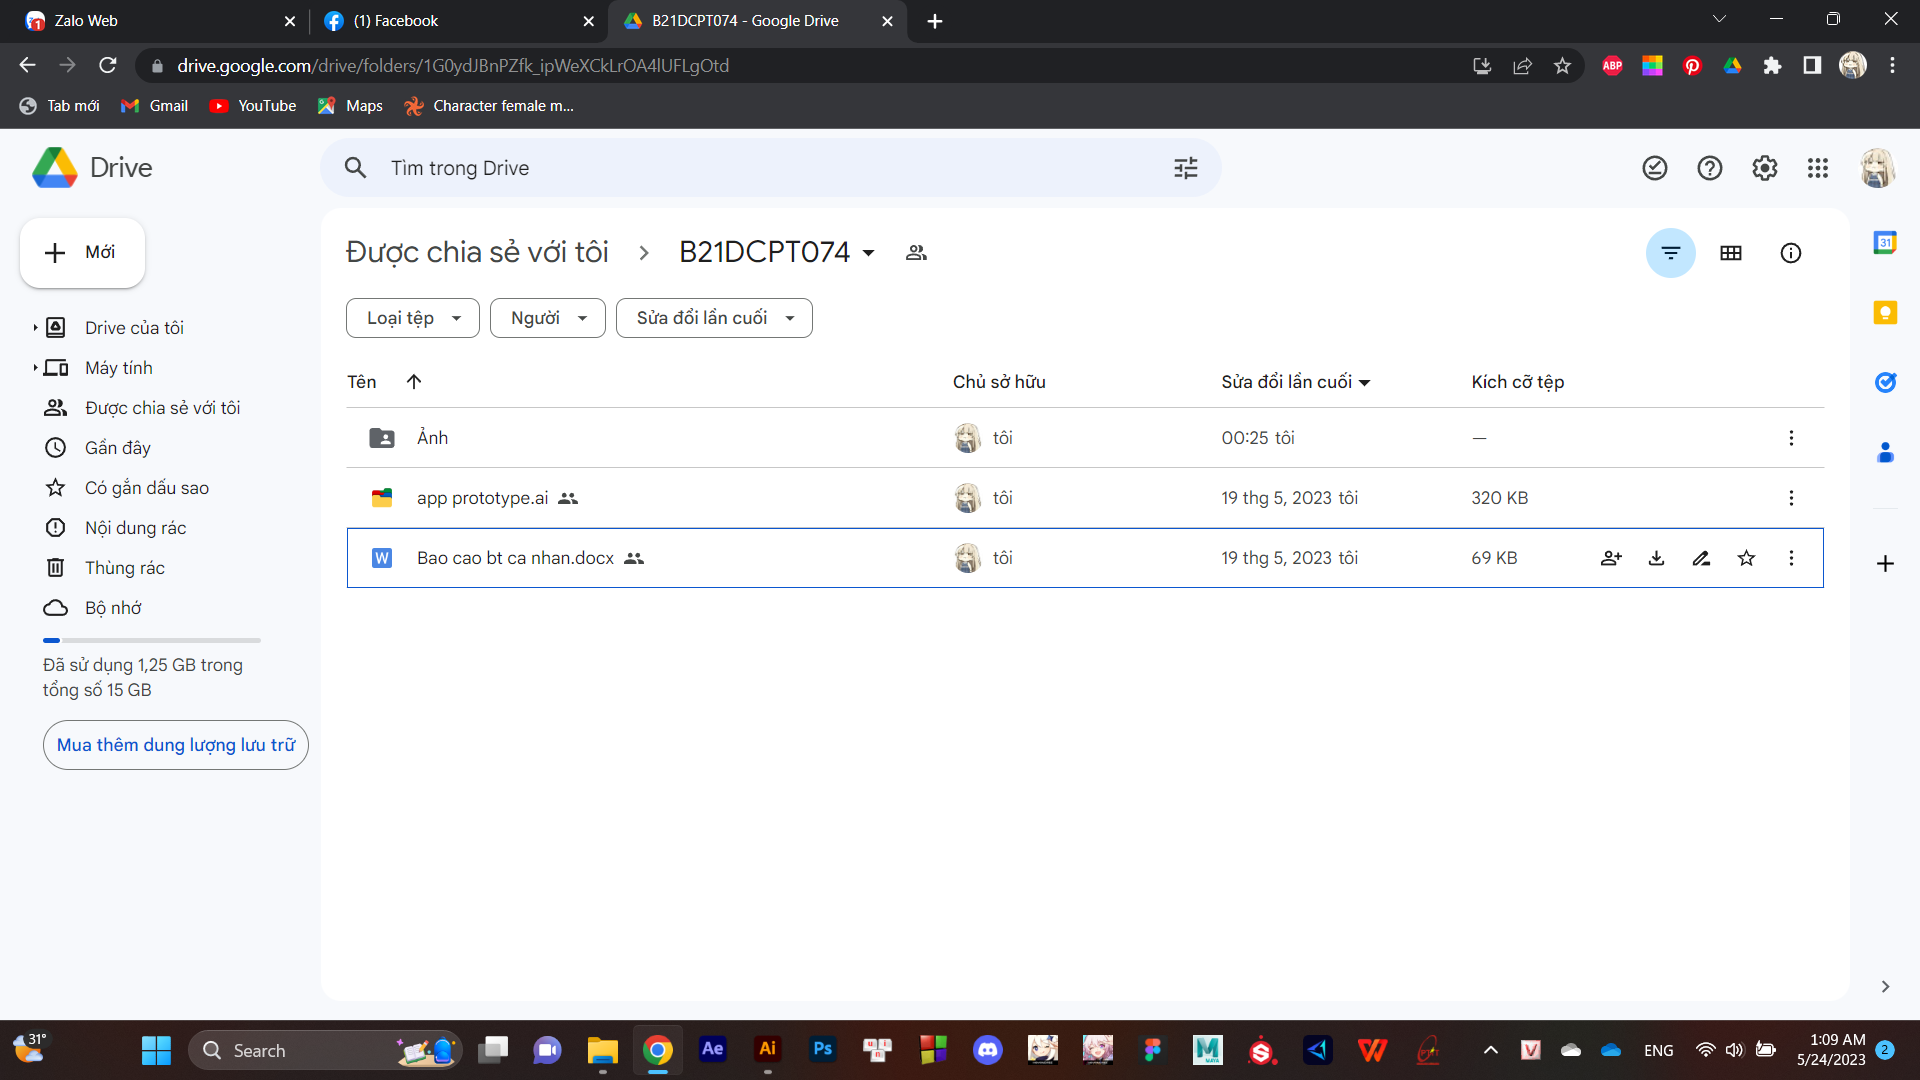 Zalo Web
(1) Facebook
B21DCPT074 - Google Drive
drive.google.com/drive/folders/1G0ydJBnPZfk_ipWeXCkLrOA4lUFLgOtd
ABP
Tab mới
Gmail
YouTube
Maps
Character female m...
Drive
Tìm trong Drive
Mới
Được chia sẻ với tôi
B21DCPT074
31
Loại tệp
Người
Sửa đổi lần cuối
Drive của tôi
Máy tính
Được chia sẻ với tôi
Gần đây
Có gắn dấu sao
Nội dung rác
Thùng rác
Bộ nhớ
Đã sử dụng 1,25 GB trong
tổng số 15 GB
Mua thêm dung lượng lưu trữ
Tên
Chủ sở hữu
Sửa đổi lần cuối
Kích cỡ tệp
Ảnh
tôi
00:25 tôi
—
app prototype.ai
tôi
19 thg 5, 2023 tôi
320 KB
W
Bao cao bt ca nhan.docx
tôi
19 thg 5, 2023 tôi
69 KB
31°
Search
Ae
Ai
Ps
M
S
W
V
ENG
1:09 AM
5/24/2023
2